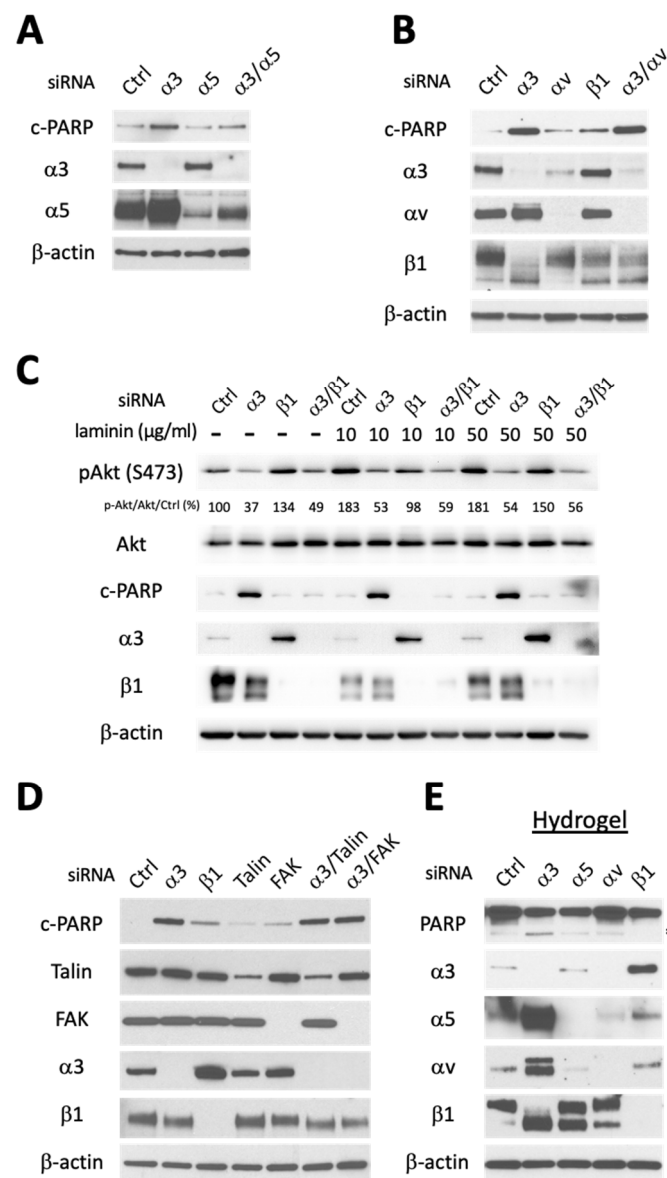 A
siRNA Ctrl α3 α5 α3/α5
c-PARP
α3
α5
β-actin
B
siRNA Ctrl α3 αv β1 α3/αv
c-PARP
α3
αv
β1
β-actin
C
siRNA Ctrl α3 β1 α3/β1 Ctrl α3 β1 α3/β1 Ctrl α3 β1 α3/β1
laminin (µg/ml) – – – – 10 10 10 10 50 50 50 50
pAkt (S473)
p-Akt/Akt/Ctrl (%) 100 37 134 49 183 53 98 59 181 54 150 56
Akt
c-PARP
α3
β1
β-actin
D
siRNA Ctrl α3 β1 Talin FAK α3/Talin α3/FAK
c-PARP
Talin
FAK
α3
β1
β-actin
E
Hydrogel
siRNA Ctrl α3 α5 αv β1
PARP
α3
α5
αv
β1
β-actin